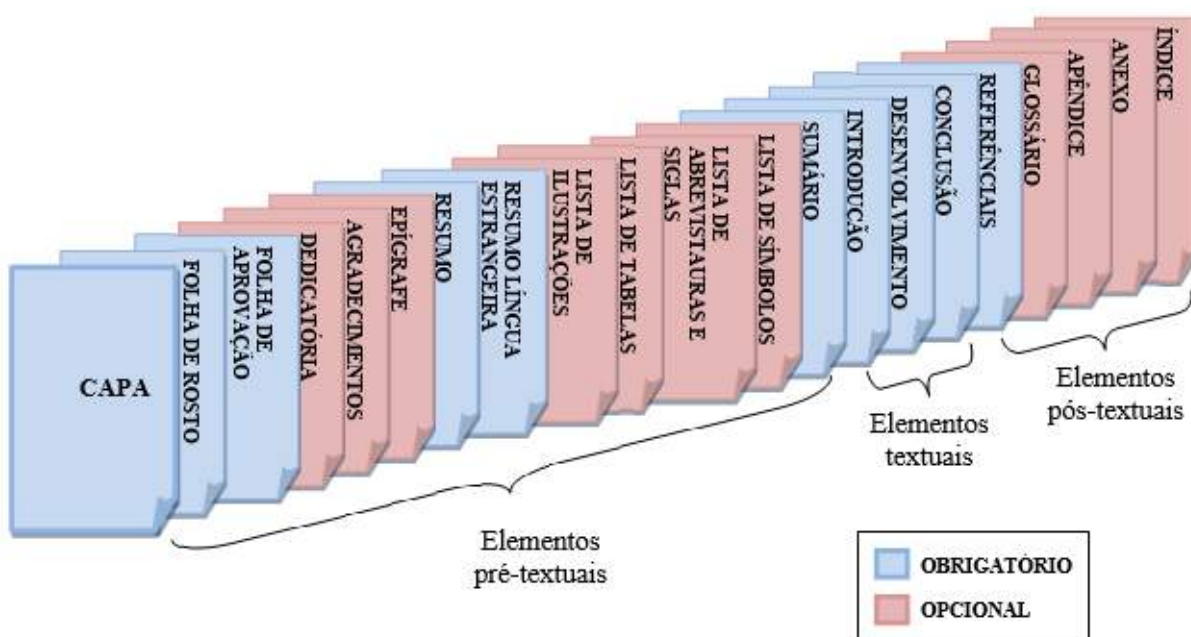 CAPA
FOLHA DE ROSTO
FOLHA DE
APROVAÇÃO
DEDICATÓRIA
AGRADECIMENTOS
EPÍGRAFE
RESUMO
RESUMO LÍNGUA
ESTRANGEIRA
LISTA DE
ILUSTRAÇÕES
LISTA DE TABELAS
LISTA DE
ABREVISTAURAS E
SIGLAS
LISTA DE SÍMBOLOS
SUMÁRIO
INTRODUÇÃO
DESENVOLVIMENTO
CONCLUSÃO
REFERÊNCIAIS
GLOSSÁRIO
APÊNDICE
ANEXO
ÍNDICE
Elementos
pré-textuais
Elementos
textuais
Elementos
pós-textuais
OBRIGATÓRIO
OPCIONAL